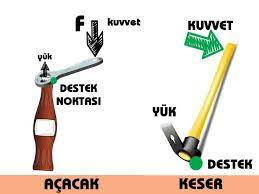 F kuvvet
yük
DESTEK
NOKTASI
AÇACAK
KUVVET
YÜK
DESTEK
KESER